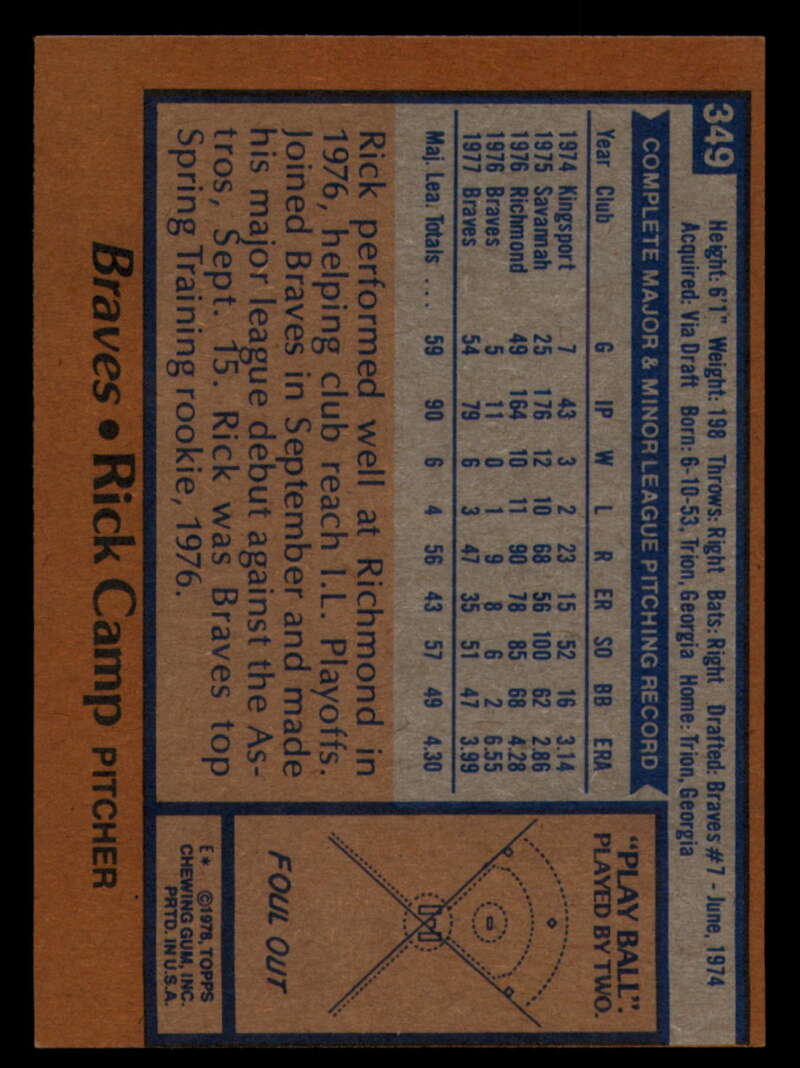 349
Height: 6'1" Weight: 198 Throws: Right Bats: Right Drafted: Braves #7 - June, 1974
Acquired: Via Draft Born: 6-10-53, Trion, Georgia Home: Trion, Georgia
COMPLETE MAJOR & MINOR LEAGUE PITCHING RECORD
Year Club G IP W L R ER SO BB ERA
1974 Kingsport 7 43 3 2 23 15 52 16 3.14
1975 Savannah 25 176 12 10 68 56 100 62 2.86
1976 Richmond 49 164 10 11 90 78 85 68 4.28
1976 Braves 5 11 0 1 9 8 6 2 6.55
1977 Braves 54 79 6 3 47 35 51 47 3.99
Maj. Lea. Totals .... 59 90 6 4 56 43 57 49 4.30
Rick performed well at Richmond in
1976, helping club reach I.L. Playoffs.
Joined Braves in September and made
his major league debut against the As-
tros, Sept. 15. Rick was Braves top
Spring Training rookie, 1976.
"PLAY BALL".
PLAYED BY TWO.
FOUL OUT
E* ©1978, TOPPS
CHEWING GUM, INC.
PRTD. IN U.S.A.
Braves • Rick Camp PITCHER